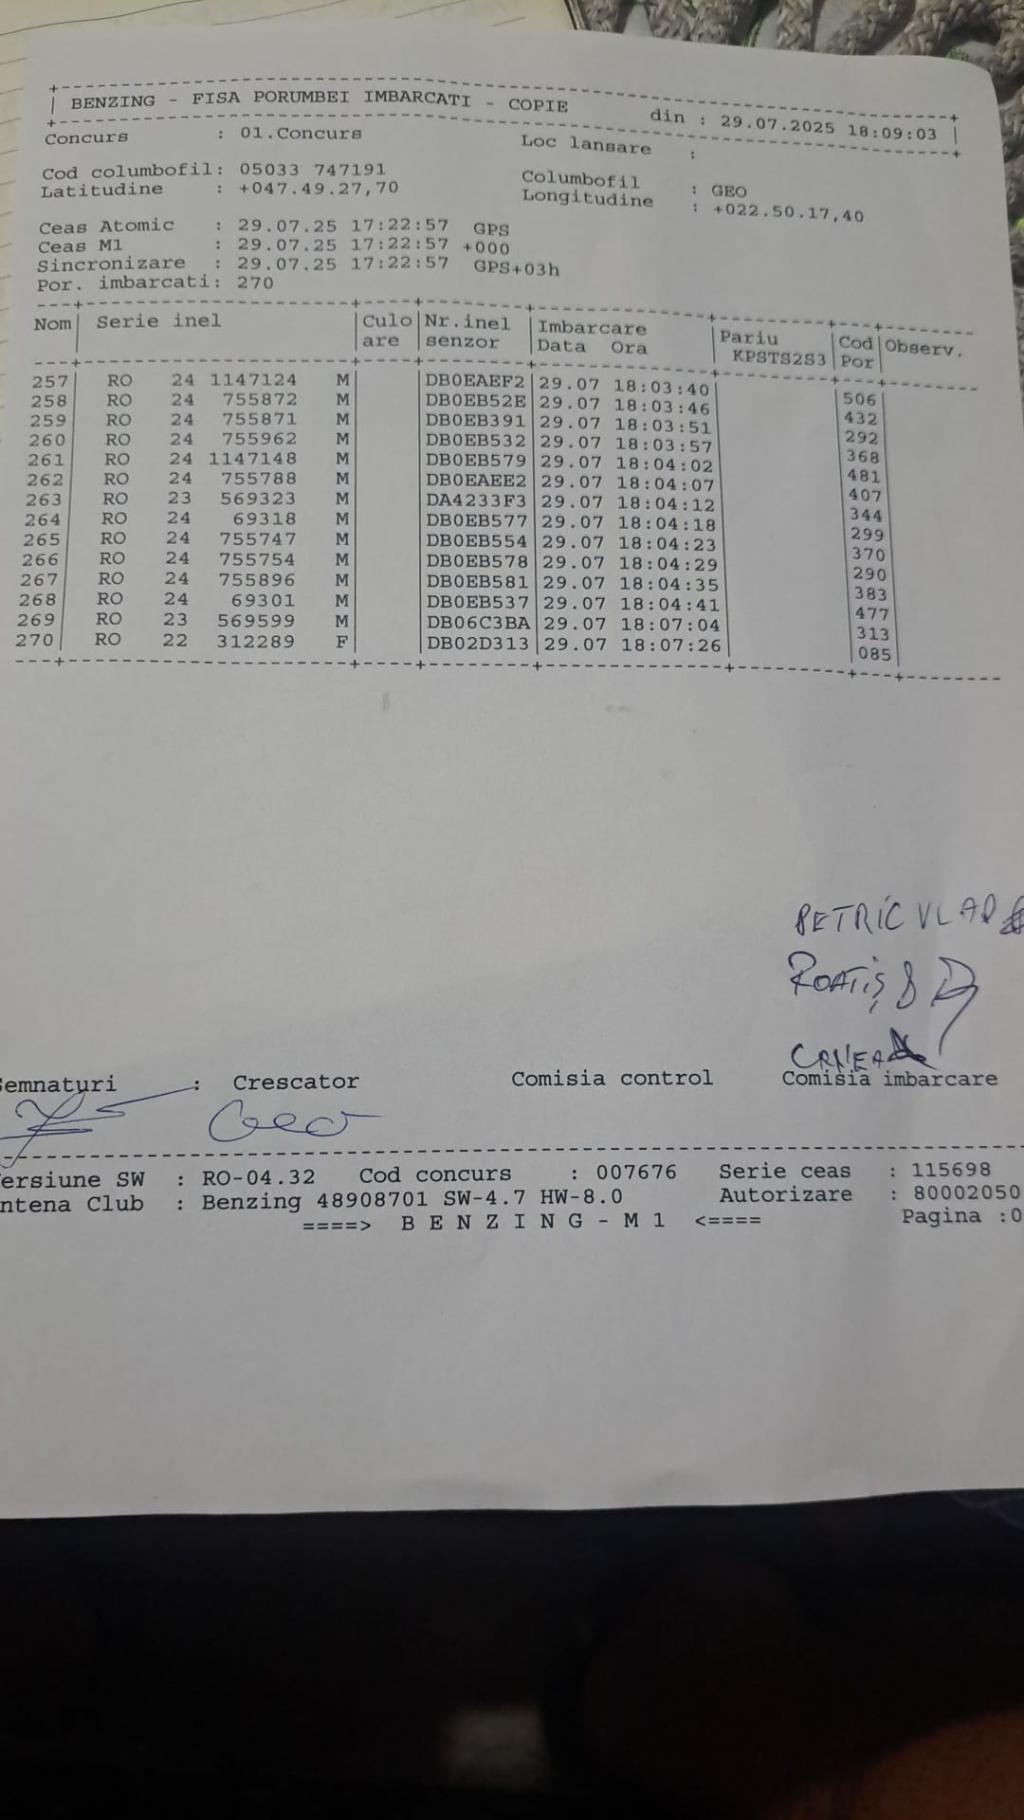 BENZING - FISA PORUMBEI IMBARCATI - COPIE din : 29.07.2025 18:09:03
Concurs : 01.Concurs Loc lansare :
Cod columbofil: 05033 747191 Columbofil : GEO
Latitudine : +047.49.27,70 Longitudine : +022.50.17,40
Ceas Atomic : 29.07.25 17:22:57 GPS
Ceas M1 : 29.07.25 17:22:57 +000
Sincronizare : 29.07.25 17:22:57 GPS+03h
Por. imbarcati: 270
Nom| Serie inel |Culo|Nr.inel |Imbarcare |Pariu |Cod|Observ.
| |are |senzor |Data Ora | KPSTS2S3|Por|
257| RO 24 1147124 M| |DB0EAEF2|29.07 18:03:40| |506|
258| RO 24 755872 M| |DB0EB52E|29.07 18:03:46| |432|
259| RO 24 755871 M| |DB0EB391|29.07 18:03:51| |292|
260| RO 24 755962 M| |DB0EB532|29.07 18:03:57| |368|
261| RO 24 1147148 M| |DB0EB579|29.07 18:04:02| |481|
262| RO 24 755788 M| |DB0EAEE2|29.07 18:04:07| |407|
263| RO 23 569323 M| |DA4233F3|29.07 18:04:12| |344|
264| RO 24 69318 M| |DB0EB577|29.07 18:04:18| |299|
265| RO 24 755747 M| |DB0EB554|29.07 18:04:23| |370|
266| RO 24 755754 M| |DB0EB578|29.07 18:04:29| |290|
267| RO 24 755896 M| |DB0EB581|29.07 18:04:35| |383|
268| RO 24 69301 M| |DB0EB537|29.07 18:04:41| |477|
269| RO 23 569599 M| |DB06C3BA|29.07 18:07:04| |313|
270| RO 22 312289 F| |DB02D313|29.07 18:07:26| |085|
PETRIC VLAD
ROATIȘ
Semnaturi : Crescator Comisia control Comisia imbarcare
Geo
Versiune SW : RO-04.32 Cod concurs : 007676 Serie ceas : 115698
Antena Club : Benzing 48908701 SW-4.7 HW-8.0 Autorizare : 80002050
====> B E N Z I N G - M 1 <==== Pagina :0